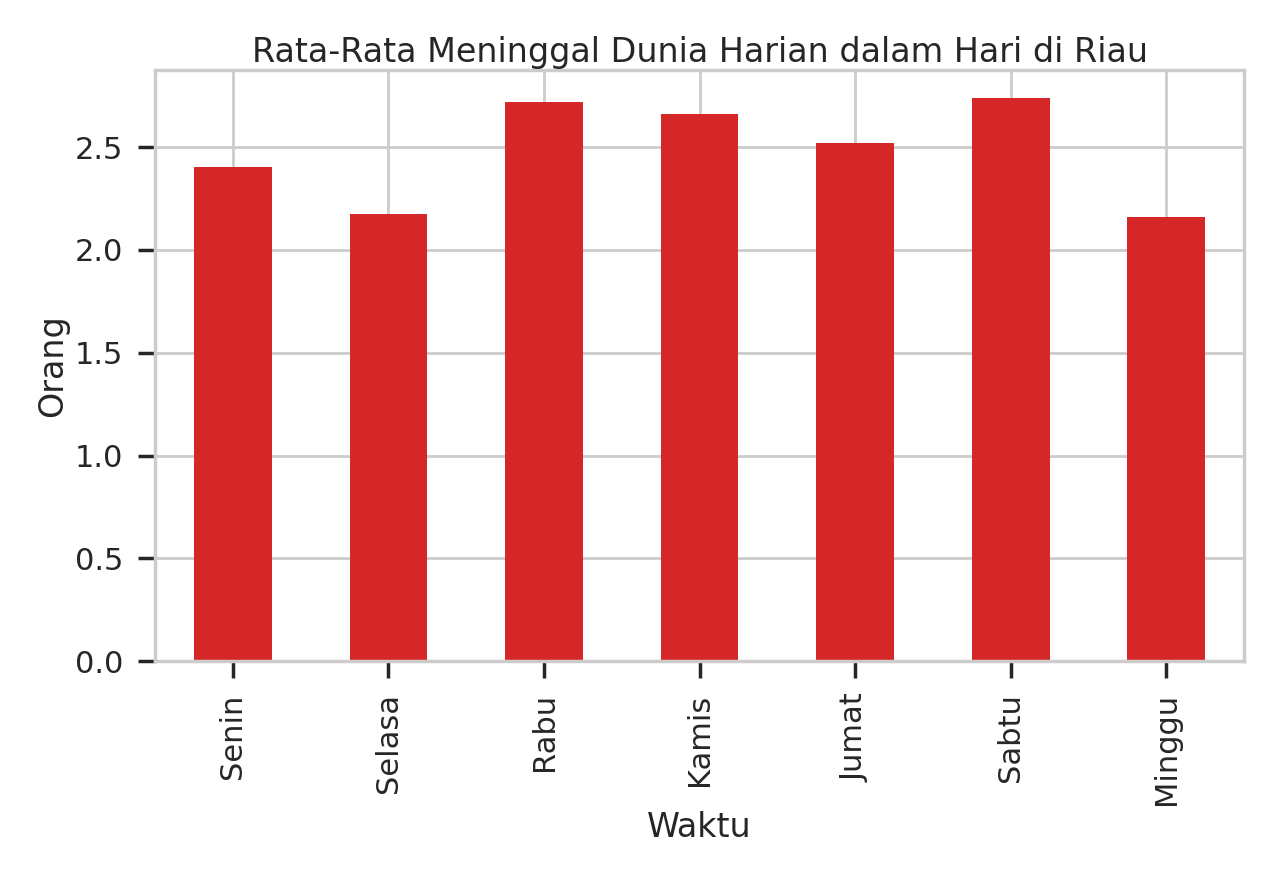 Rata-Rata Meninggal Dunia Harian dalam Hari di Riau
Orang
2.5
2.0
1.5
1.0
0.5
0.0
Senin
Selasa
Rabu
Kamis
Jumat
Sabtu
Minggu
Waktu